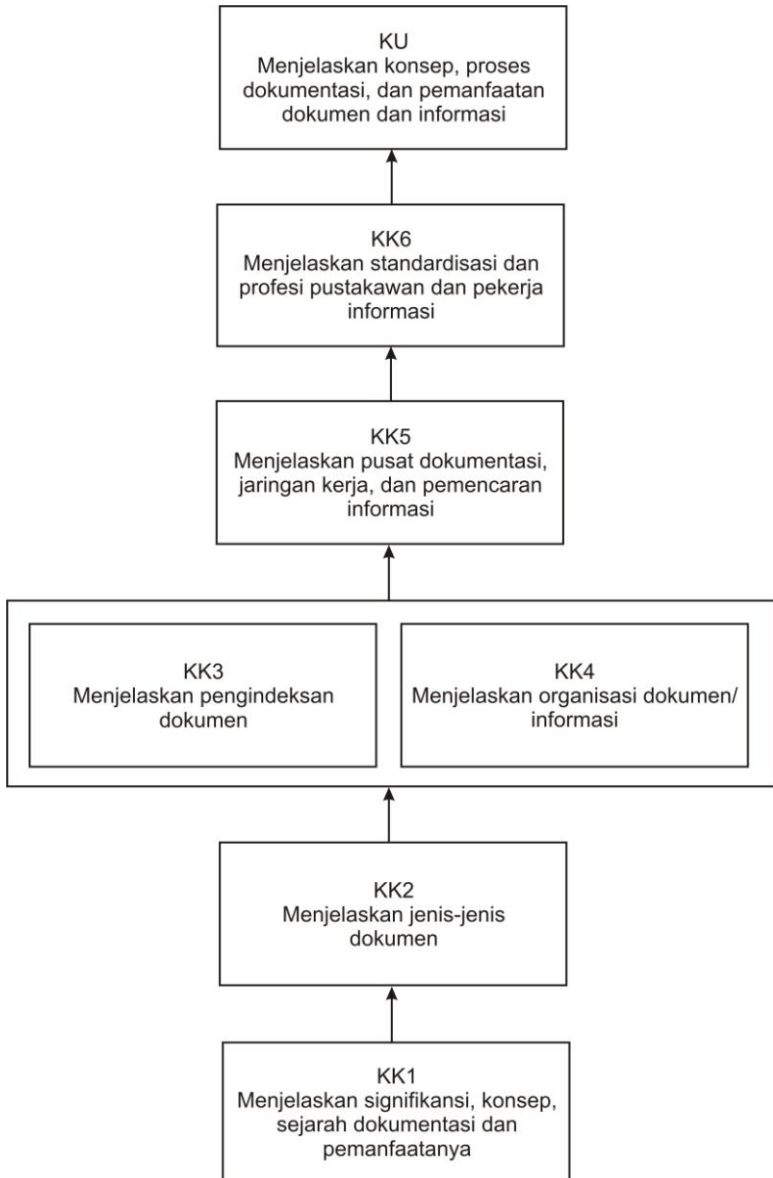 KU
Menjelaskan konsep, proses
dokumentasi, dan pemanfaatan
dokumen dan informasi
KK6
Menjelaskan standardisasi dan
profesi pustakawan dan pekerja
informasi
KK5
Menjelaskan pusat dokumentasi,
jaringan kerja, dan pemencaran
informasi
KK3
Menjelaskan pengindeksan
dokumen
KK4
Menjelaskan organisasi dokumen/
informasi
KK2
Menjelaskan jenis-jenis
dokumen
KK1
Menjelaskan signifikansi, konsep,
sejarah dokumentasi dan
pemanfaatanya